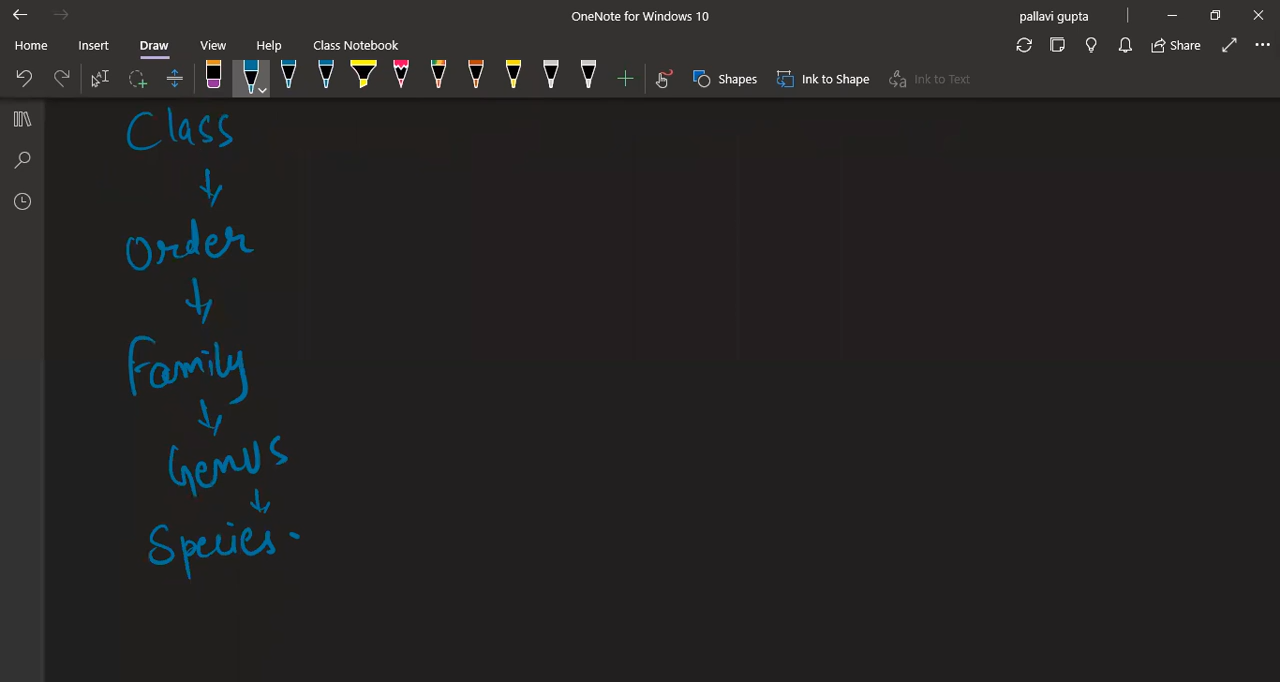 OneNote for Windows 10
pallavi gupta
Home Insert Draw View Help Class Notebook
Share
Shapes Ink to Shape Ink to Text
Class
Order
Family
Genus
Species